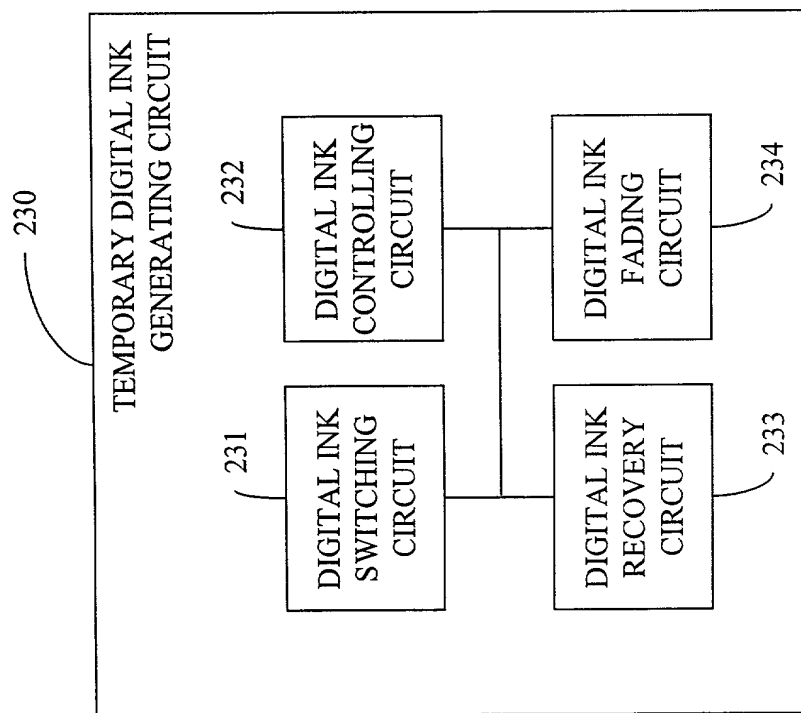 230
TEMPORARY DIGITAL INK
GENERATING CIRCUIT
231
DIGITAL INK
SWITCHING
CIRCUIT
232
DIGITAL INK
CONTROLLING
CIRCUIT
DIGITAL INK
RECOVERY
CIRCUIT
233
DIGITAL INK
FADING
CIRCUIT
234